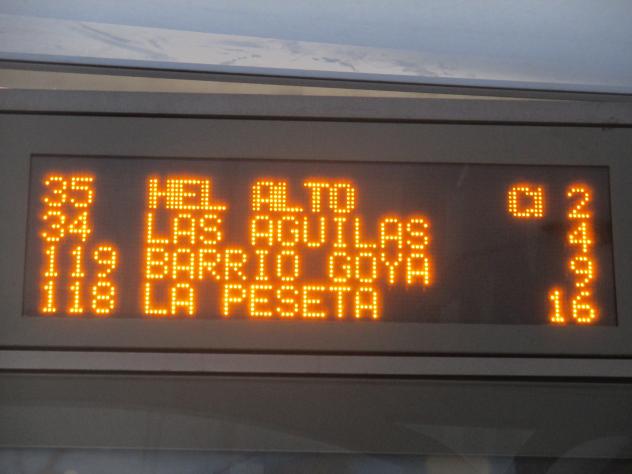 35 ALTO 2
34 LAS AGUILAS 4
119 BARRIO GOYA 9
118 LA PESETA 16